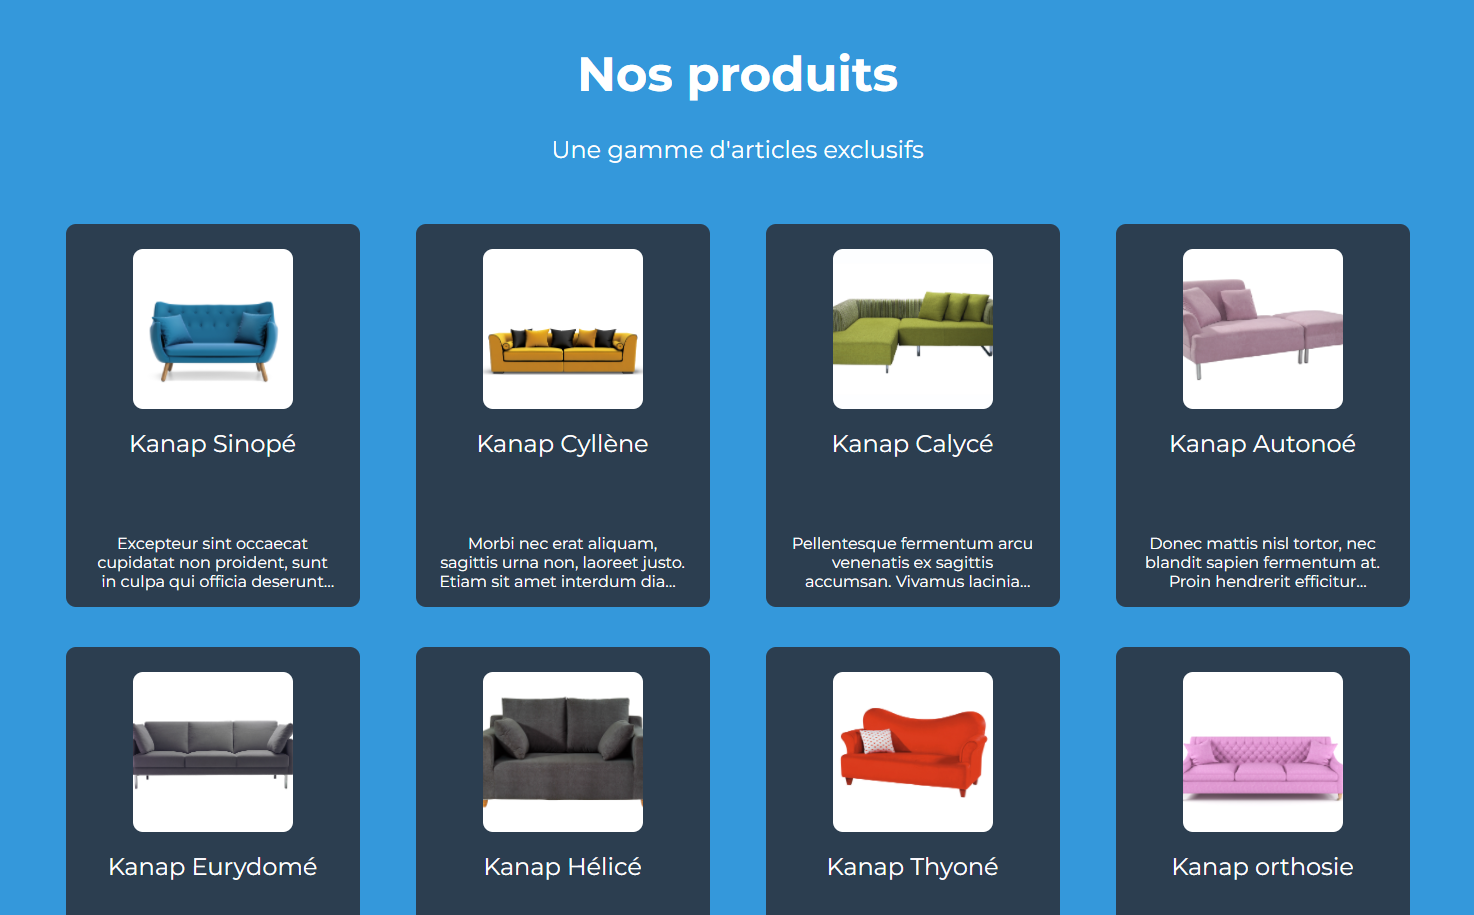 Nos produits
Une gamme d'articles exclusifs
Kanap Sinopé
Excepteur sint occaecat
cupidatat non proident, sunt
in culpa qui officia deserunt...
Kanap Cyllène
Morbi nec erat aliquam,
sagittis urna non, laoreet justo.
Etiam sit amet interdum dia...
Kanap Calycé
Pellentesque fermentum arcu
venenatis ex sagittis
accumsan. Vivamus lacinia...
Kanap Autonoé
Donec mattis nisl tortor, nec
blandit sapien fermentum at.
Proin hendrerit efficitur...
Kanap Eurydomé
Kanap Hélicé
Kanap Thyoné
Kanap orthosie